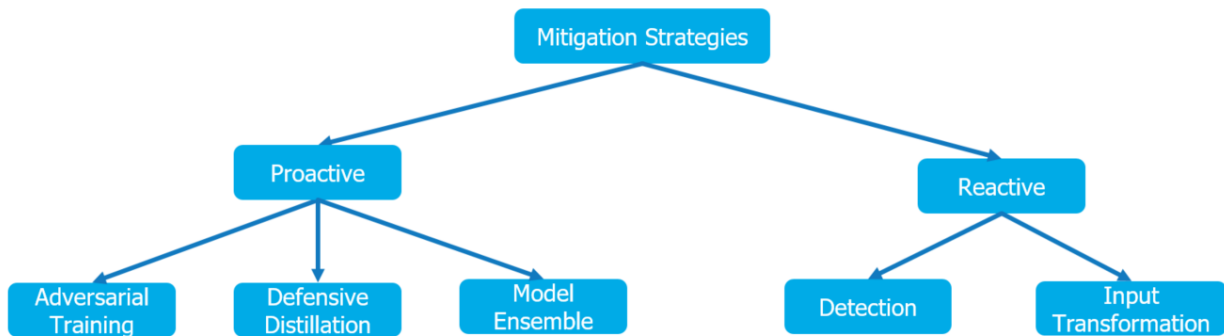 Mitigation Strategies
Proactive
Reactive
Adversarial
Training
Defensive
Distillation
Model
Ensemble
Detection
Input
Transformation